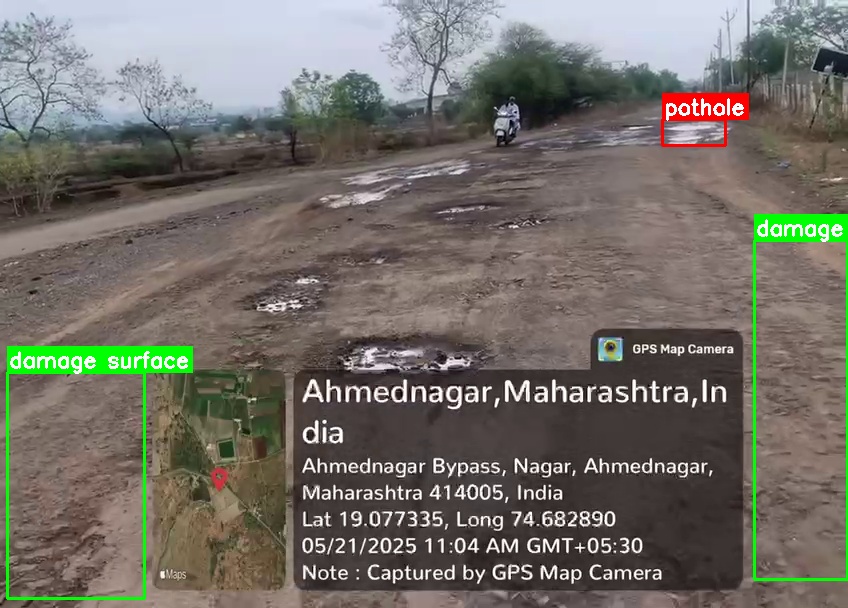 pothole
damage
damage surface
GPS Map Camera
Ahmednagar,Maharashtra,In
dia
Ahmednagar Bypass, Nagar, Ahmednagar,
Maharashtra 414005, India
Lat 19.077335, Long 74.682890
05/21/2025 11:04 AM GMT+05:30
Note : Captured by GPS Map Camera
Maps